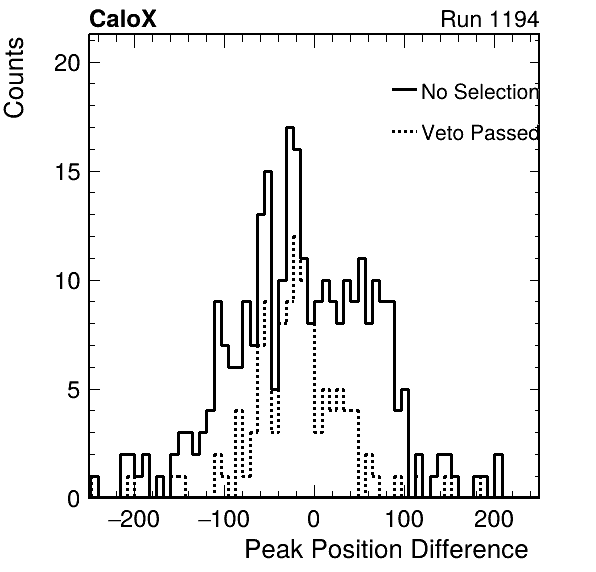 CaloX Run 1194
Counts
20
No Selection
Veto Passed
15
10
5
0
−200 −100 0 100 200
Peak Position Difference